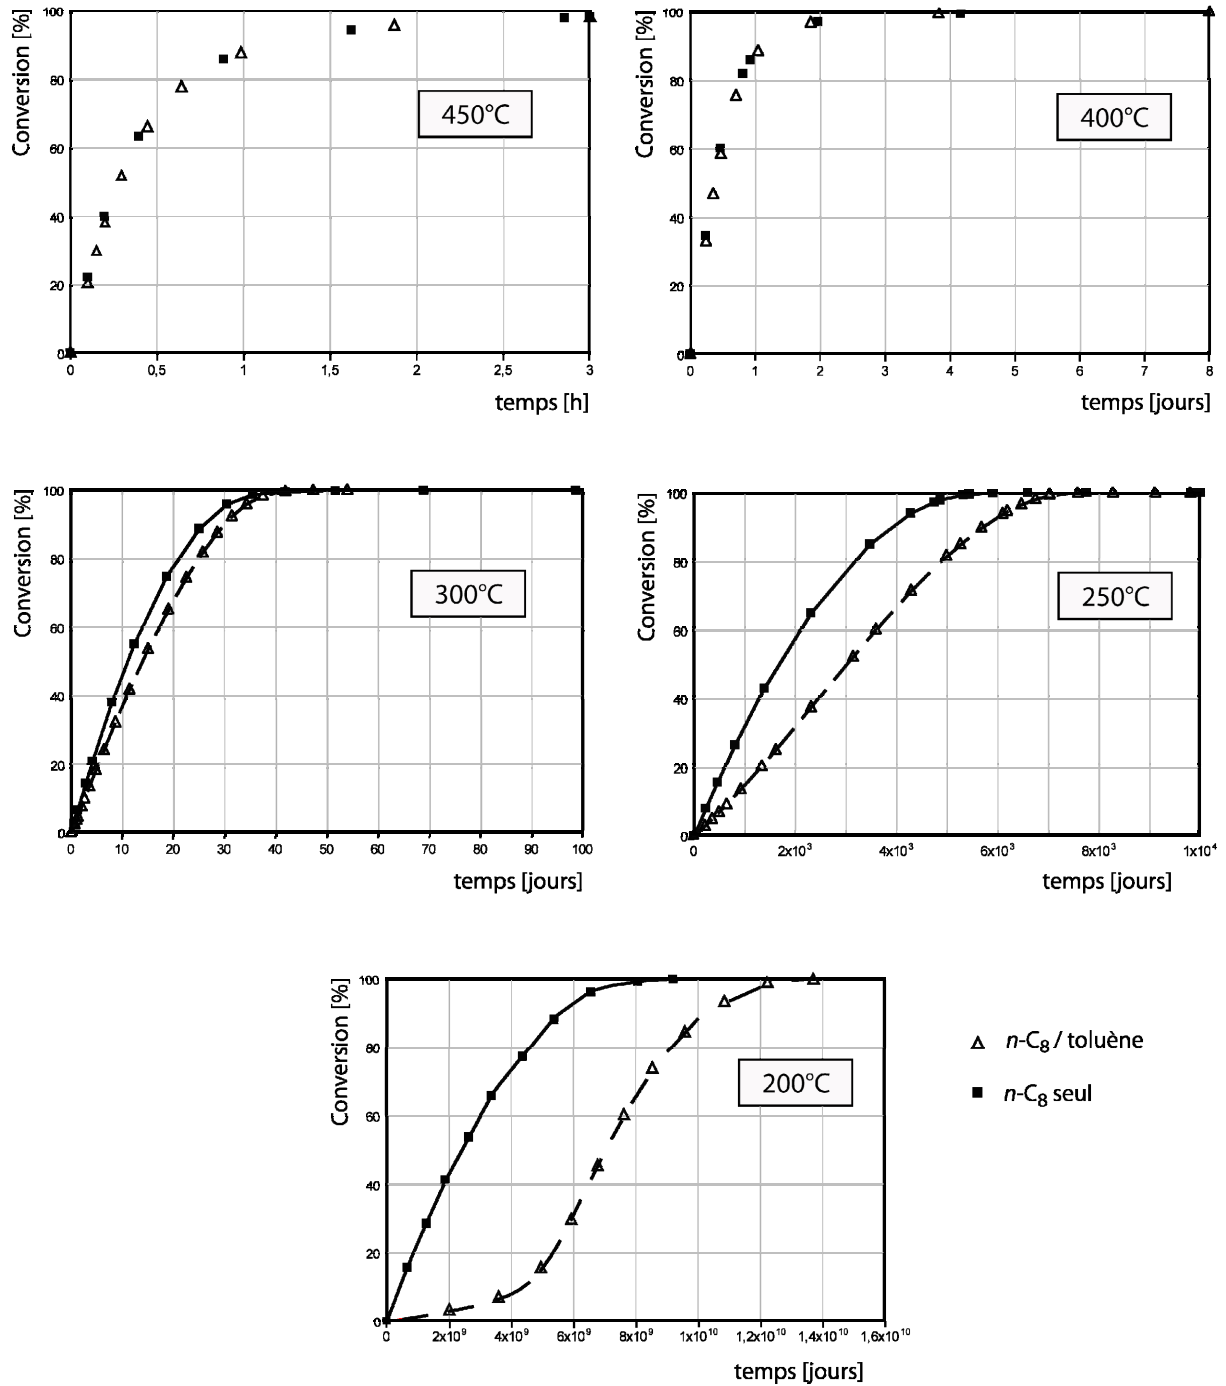 Conversion [%]
100
80
60
40
20
0
450°C
0 0,5 1 1,5 2 2,5 3
temps [h]
Conversion [%]
100
80
60
40
20
0
400°C
0 1 2 3 4 5 6 7 8
temps [jours]
Conversion [%]
100
80
60
40
20
0
300°C
0 10 20 30 40 50 60 70 80 90 100
temps [jours]
Conversion [%]
100
80
60
40
20
0
250°C
0 2x10³ 4x10³ 6x10³ 8x10³ 1x10⁴
temps [jours]
Conversion [%]
100
80
60
40
20
0
200°C
0 2x10⁹ 4x10⁹ 6x10⁹ 8x10⁹ 1x10¹⁰ 1,2x10¹⁰ 1,4x10¹⁰ 1,6x10¹⁰
temps [jours]
n-C₈ / toluène
n-C₈ seul